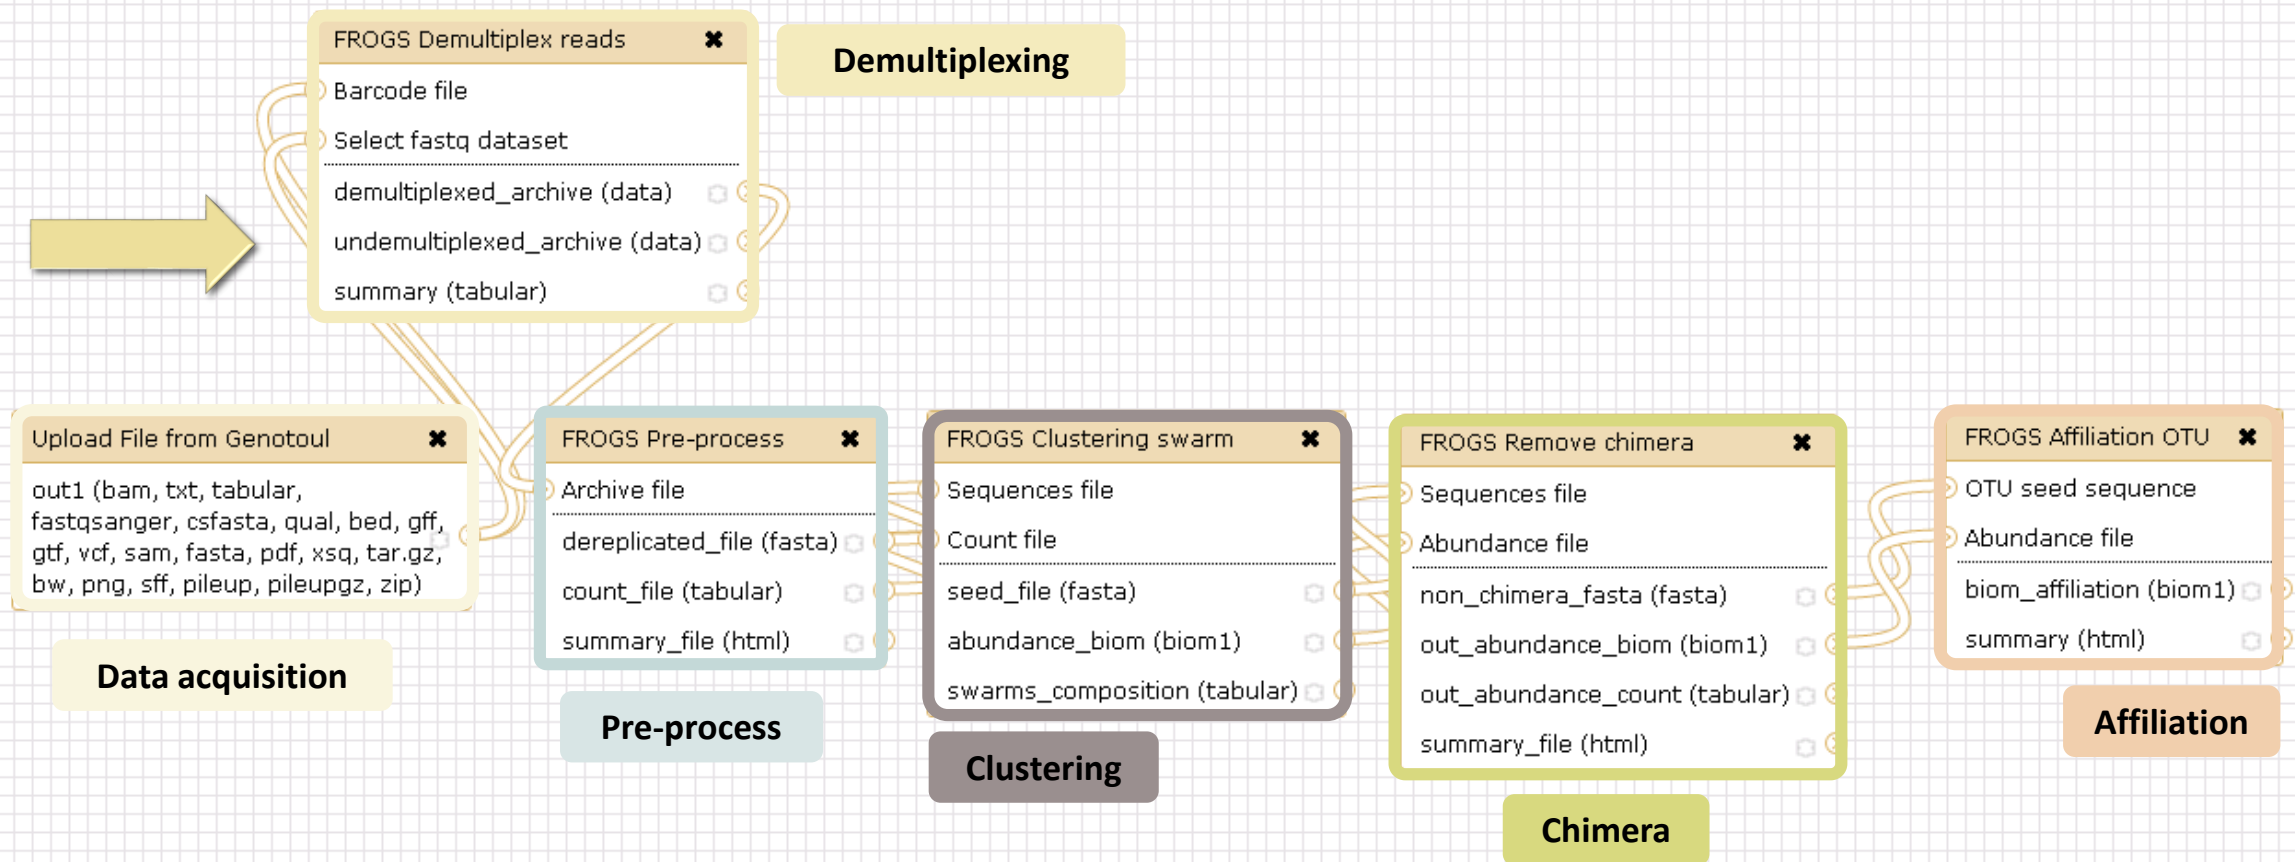 FROGS Demultiplex reads
Barcode file
Select fastq dataset
demultiplexed_archive (data)
undemultiplexed_archive (data)
summary (tabular)
Demultiplexing
Upload File from Genotoul
out1 (bam, txt, tabular,
fastqsanger, csfasta, qual, bed, gff,
gtf, vcf, sam, fasta, pdf, xsq, tar.gz,
bw, png, sff, pileup, pileupgz, zip)
Data acquisition
FROGS Pre-process
Archive file
dereplicated_file (fasta)
count_file (tabular)
summary_file (html)
Pre-process
FROGS Clustering swarm
Sequences file
Count file
seed_file (fasta)
abundance_biom (biom1)
swarms_composition (tabular)
Clustering
FROGS Remove chimera
Sequences file
Abundance file
non_chimera_fasta (fasta)
out_abundance_biom (biom1)
out_abundance_count (tabular)
summary_file (html)
Chimera
FROGS Affiliation OTU
OTU seed sequence
Abundance file
biom_affiliation (biom1)
summary (html)
Affiliation